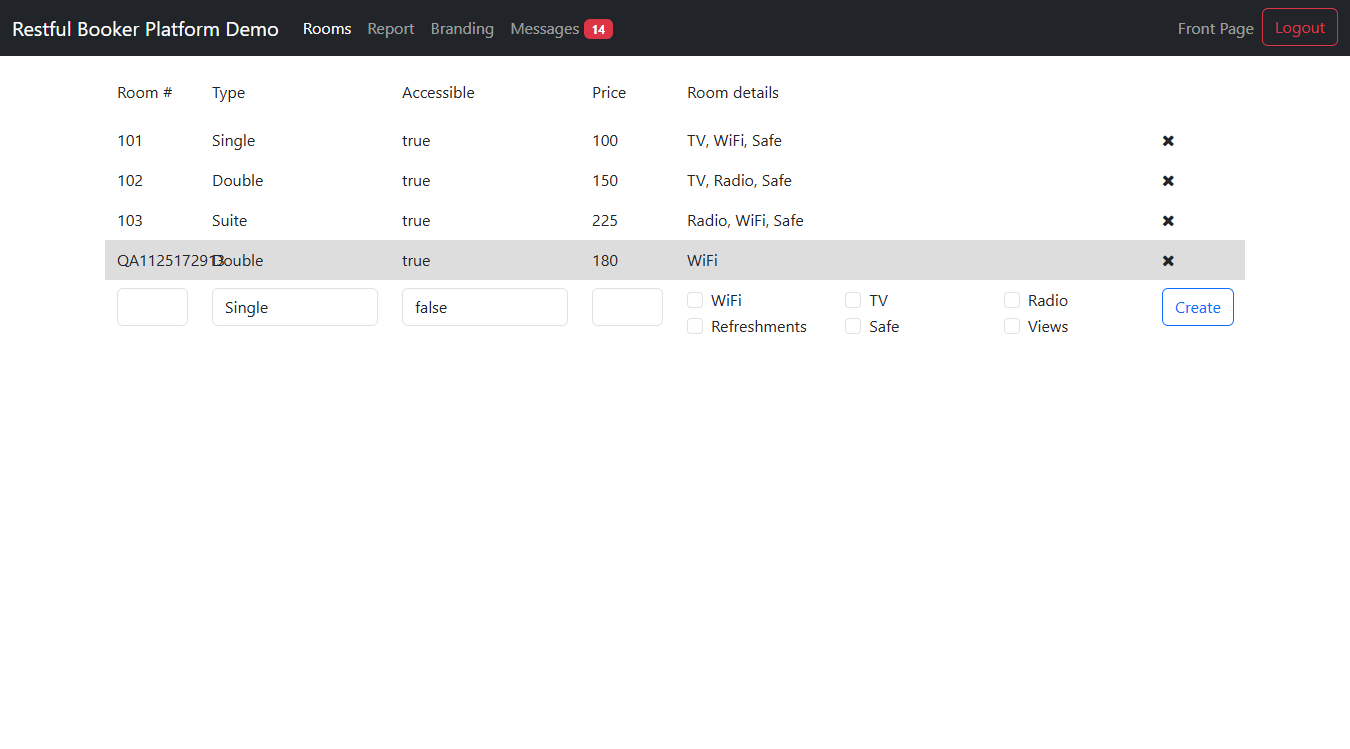 Restful Booker Platform Demo Rooms Report Branding Messages 14 Front Page Logout
Room # Type Accessible Price Room details
101 Single true 100 TV, WiFi, Safe
102 Double true 150 TV, Radio, Safe
103 Suite true 225 Radio, WiFi, Safe
QA1125172913 Double true 180 WiFi
Single false WiFi TV Radio Create
Refreshments Safe Views